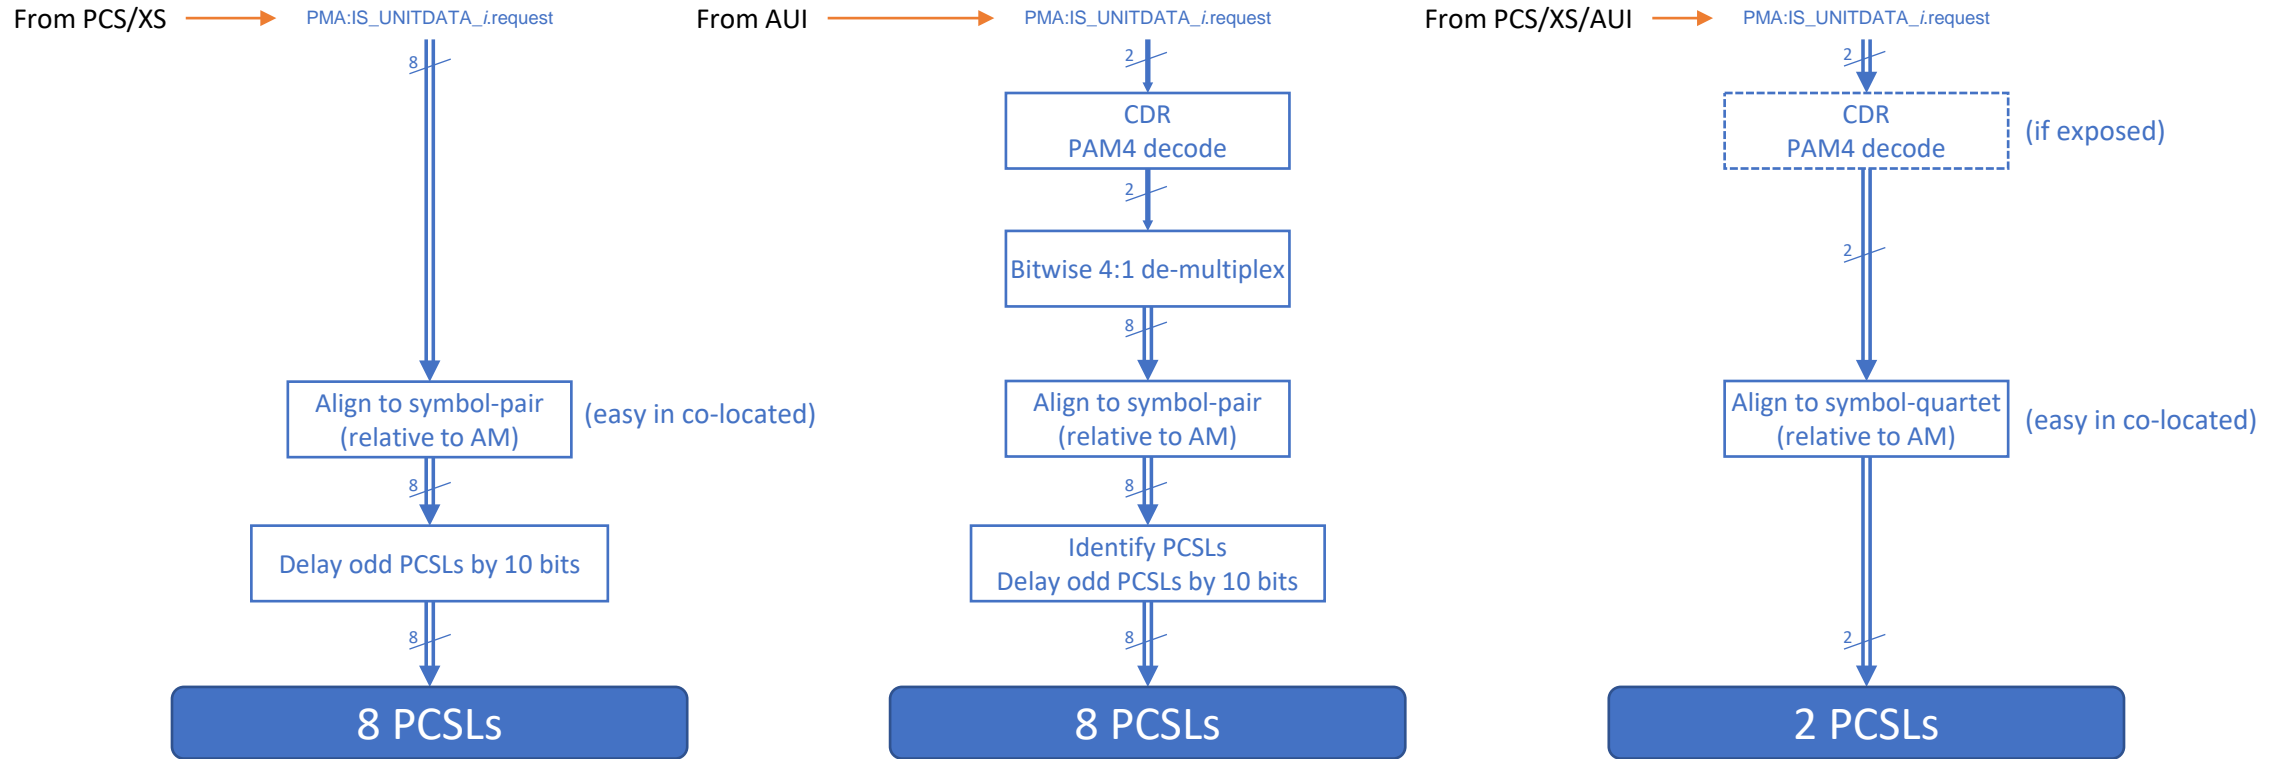 From PCS/XS
PMA:IS_UNITDATA_i.request
8
Align to symbol-pair
(relative to AM)
(easy in co-located)
8
Delay odd PCSLs by 10 bits
8
8 PCSLs
From AUI
PMA:IS_UNITDATA_i.request
2
CDR
PAM4 decode
2
Bitwise 4:1 de-multiplex
8
Align to symbol-pair
(relative to AM)
8
Identify PCSLs
Delay odd PCSLs by 10 bits
8
8 PCSLs
From PCS/XS/AUI
PMA:IS_UNITDATA_i.request
2
CDR
PAM4 decode
(if exposed)
2
Align to symbol-quartet
(relative to AM)
(easy in co-located)
2
2 PCSLs